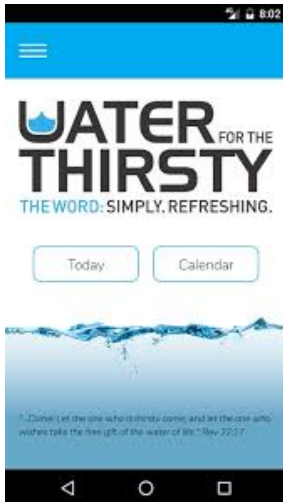 8:02
WATER FOR THE
THIRSTY
THE WORD: SIMPLY. REFRESHING.
Today
Calendar
"...Come! Let the one who is thirsty come; and let the one who
wishes take the free gift of the water of life." Rev 22:17